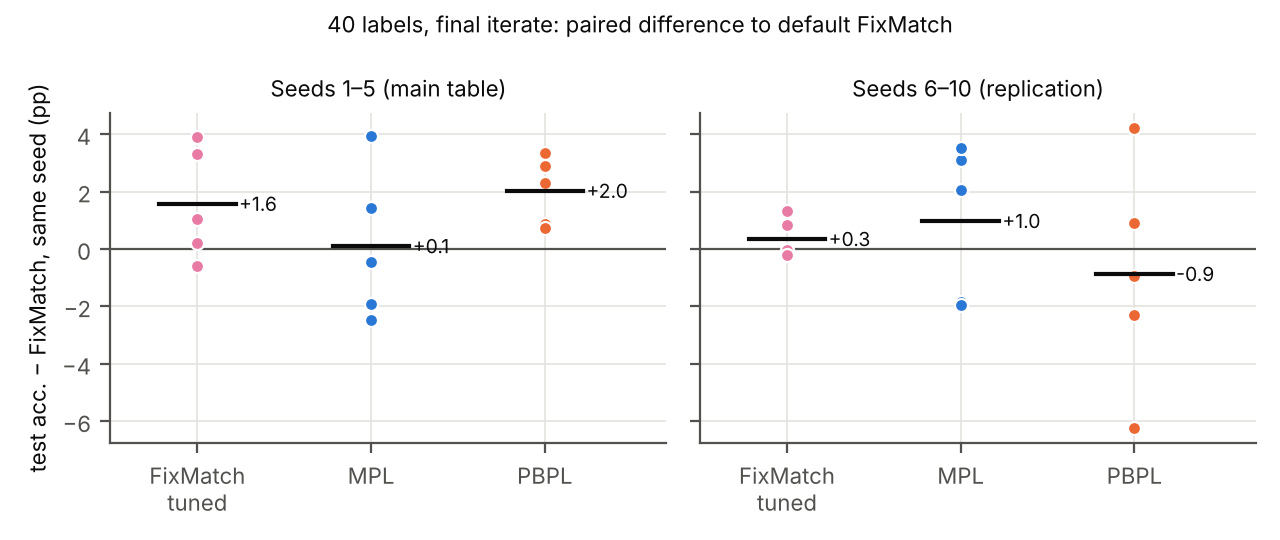 40 labels, final iterate: paired difference to default FixMatch
Seeds 1–5 (main table)
Seeds 6–10 (replication)
test acc. − FixMatch, same seed (pp)
4
2
0
−2
−4
−6
+1.6
+0.1
+2.0
+0.3
+1.0
-0.9
FixMatch
tuned
MPL
PBPL
FixMatch
tuned
MPL
PBPL